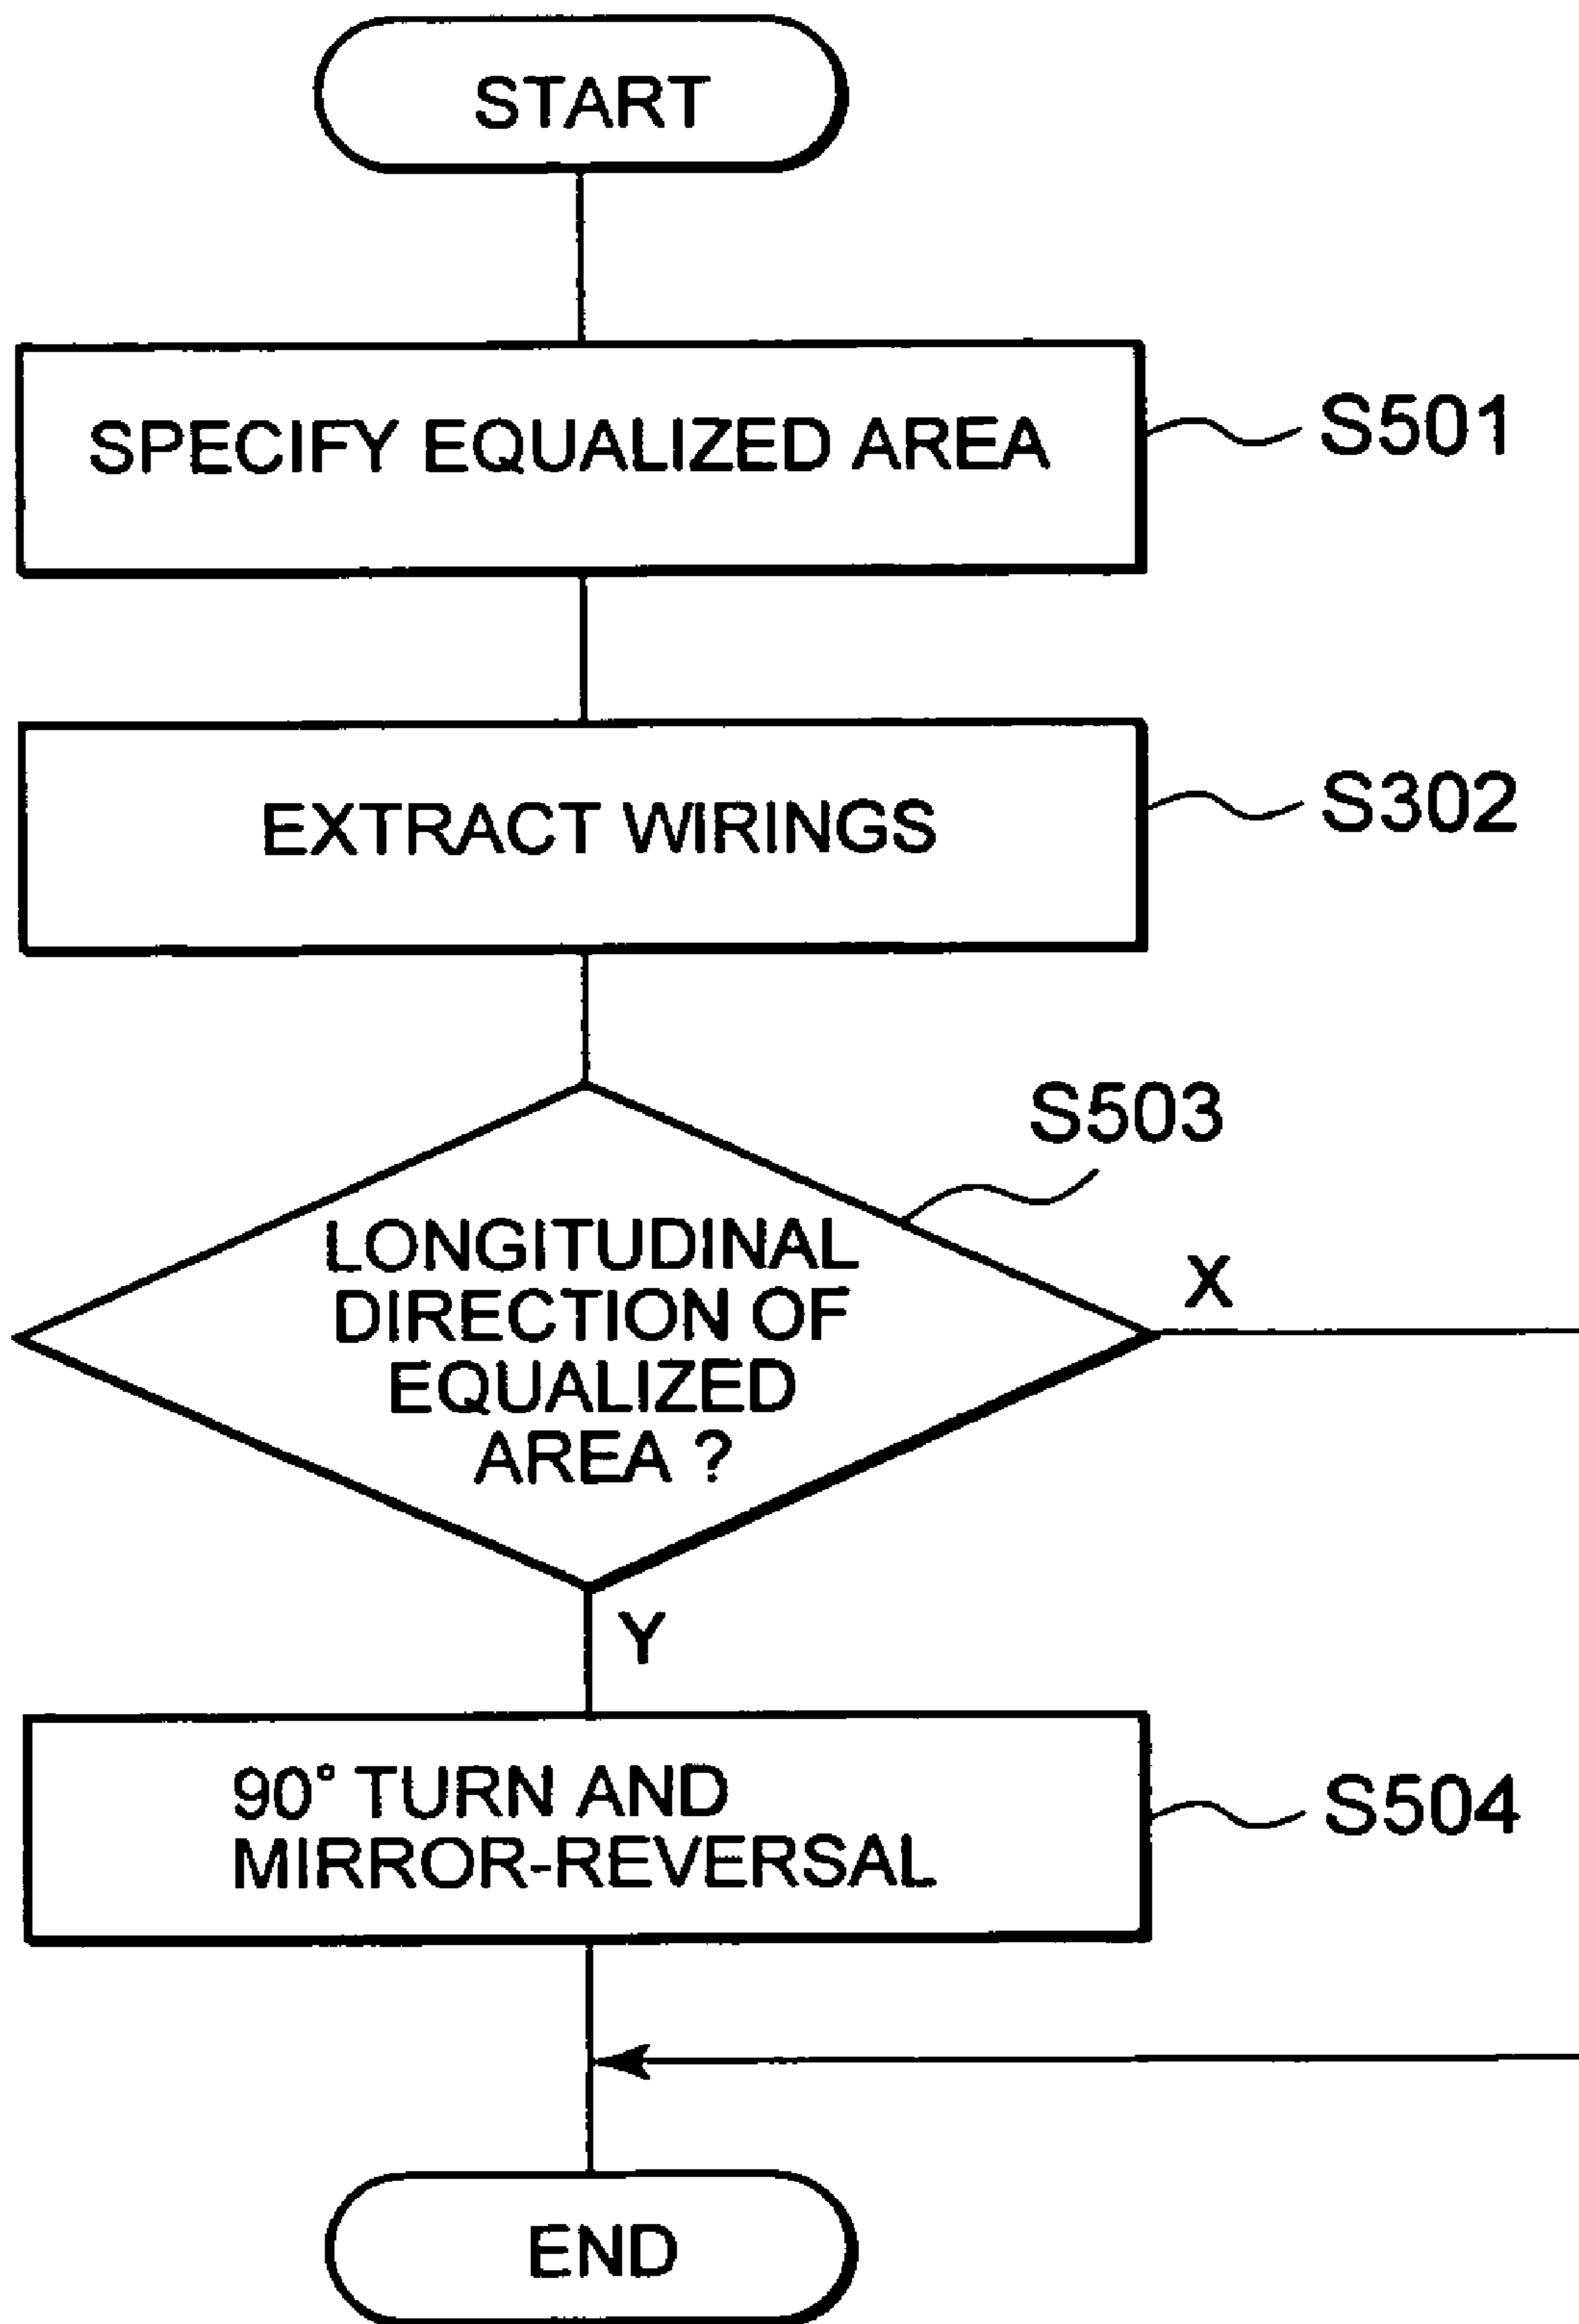 START
SPECIFY EQUALIZED AREA
S501
EXTRACT WIRINGS
S302
S503
LONGITUDINAL
DIRECTION OF
EQUALIZED
AREA ?
X
Y
90° TURN AND
MIRROR-REVERSAL
S504
END